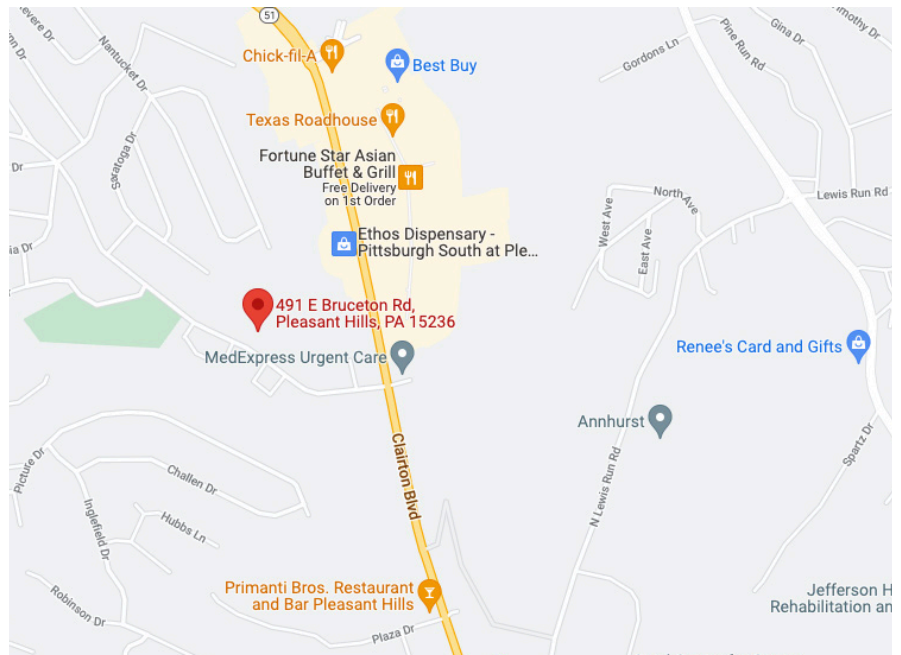 51
Chick-fil-A
Best Buy
Gordons Ln
Pine Run Rd
Gina Dr
Nantucket Dr
Texas Roadhouse
Saratoga Dr
Fortune Star Asian
Buffet & Grill
Free Delivery
on 1st Order
Dr
North Ave
Lewis Run Rd
West Ave
East Ave
Ethos Dispensary -
Pittsburgh South at Ple...
ia Dr
491 E Bruceton Rd,
Pleasant Hills, PA 15236
MedExpress Urgent Care
Renee's Card and Gifts
Annhurst
Clairton Blvd
Spartz Dr
Picture Dr
Challen Dr
N Lewis Run Rd
Inglefield Dr
Hubbs Ln
Primanti Bros. Restaurant
and Bar Pleasant Hills
Robinson Dr
Plaza Dr
Jefferson H
Rehabilitation an